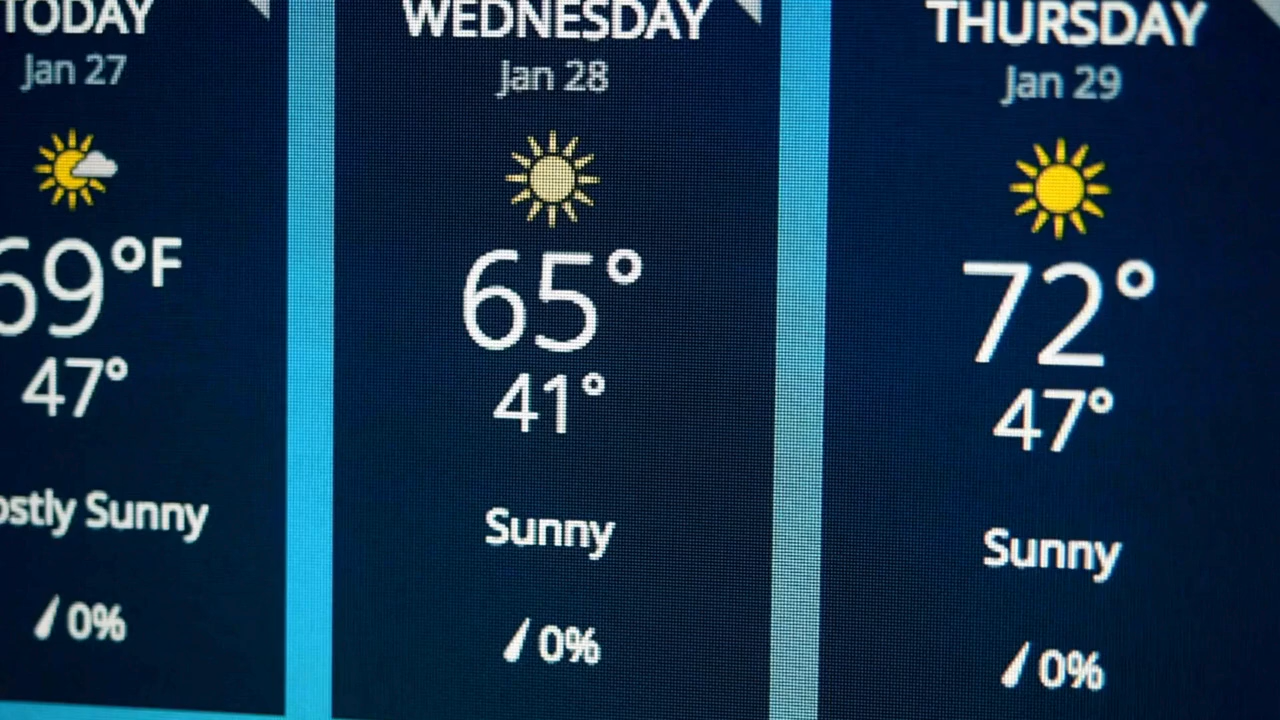 TODAY
Jan 27
69°F
47°
ostly Sunny
0%
WEDNESDAY
Jan 28
65°
41°
Sunny
0%
THURSDAY
Jan 29
72°
47°
Sunny
0%